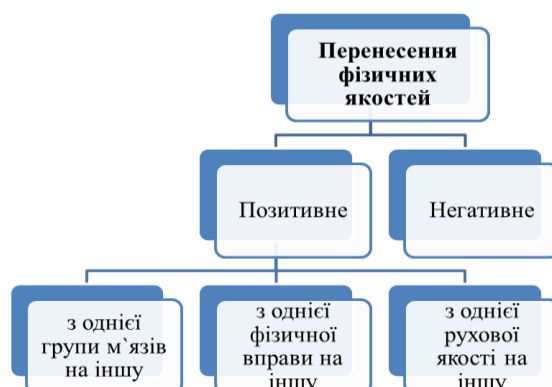 Перенесення
фізичних
якостей
Позитивне
Негативне
з однієї
групи м`язів
на іншу
з однієї
фізичної
вправи на
іншу
з однієї
рухової
якості на
іншу